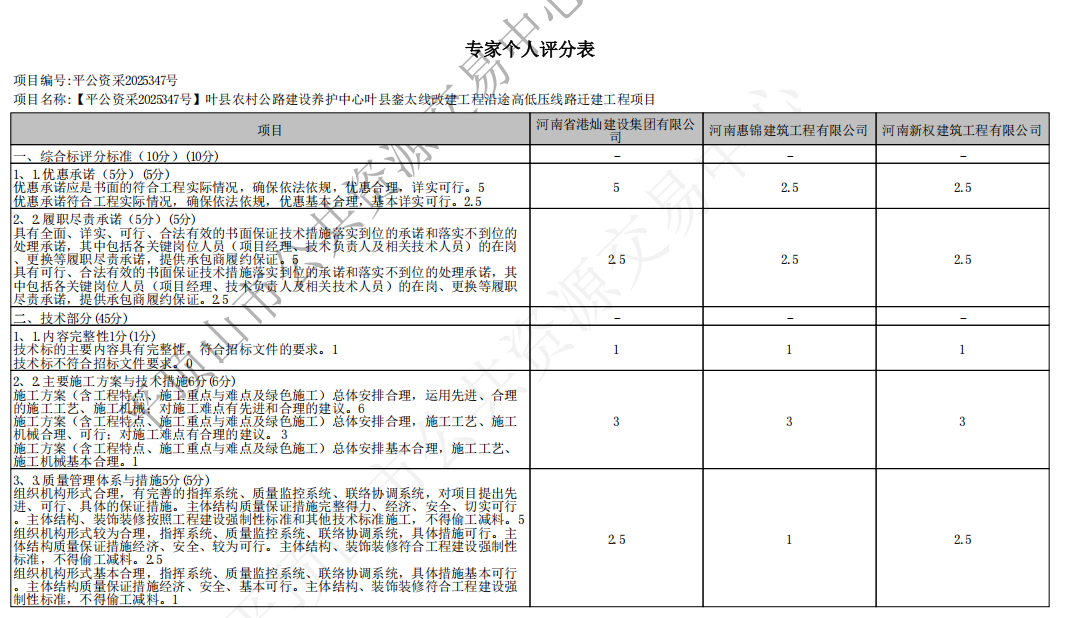 专家个人评分表
项目编号:平公资采2025347号
项目名称:【平公资采2025347号】叶县农村公路建设养护中心叶县銮太线改建工程沿途高低压线路迁建工程项目
项目
河南省港灿建设集团有限公
司
河南惠锦建筑工程有限公司
河南新权建筑工程有限公司
一、综合标评分标准（10分）(10分)
–
–
–
1、1.优惠承诺（5分）(5分)
优惠承诺应是书面的符合工程实际情况，确保依法依规，优惠合理，详实可行。5
优惠承诺符合工程实际情况，确保依法依规，优惠基本合理，基本详实可行。2.5
5
2.5
2.5
2、2.履职尽责承诺（5分）(5分)
具有全面、详实、可行、合法有效的书面保证技术措施落实到位的承诺和落实不到位的
处理承诺，其中包括各关键岗位人员（项目经理、技术负责人及相关技术人员）的在岗
、更换等履职尽责承诺，提供承包商履约保证。5
具有可行、合法有效的书面保证技术措施落实到位的承诺和落实不到位的处理承诺，其
中包括各关键岗位人员（项目经理、技术负责人及相关技术人员）的在岗、更换等履职
尽责承诺，提供承包商履约保证。2.5
2.5
2.5
2.5
二、技术部分(45分)
–
–
–
1、1.内容完整性1分(1分)
技术标的主要内容具有完整性，符合招标文件的要求。1
技术标不符合招标文件要求。0
1
1
1
2、2.主要施工方案与技术措施6分(6分)
施工方案（含工程特点、施工重点与难点及绿色施工）总体安排合理，运用先进、合理
的施工工艺、施工机械；对施工难点有先进和合理的建议。6
施工方案（含工程特点、施工重点与难点及绿色施工）总体安排合理，施工工艺、施工
机械合理、可行；对施工难点有合理的建议。 3
施工方案（含工程特点、施工重点与难点及绿色施工）总体安排基本合理，施工工艺、
施工机械基本合理。1
3
3
3
3、3.质量管理体系与措施5分(5分)
组织机构形式合理，有完善的指挥系统、质量监控系统、联络协调系统，对项目提出先
进、可行、具体的保证措施。主体结构质量保证措施完整得力、经济、安全、切实可行
。主体结构、装饰装修按照工程建设强制性标准和其他技术标准施工，不得偷工减料。5
组织机构形式较为合理，指挥系统、质量监控系统、联络协调系统，具体措施可行。主
体结构质量保证措施经济、安全、较为可行。主体结构、装饰装修符合工程建设强制性
标准，不得偷工减料。2.5
组织机构形式基本合理，指挥系统、质量监控系统、联络协调系统，具体措施基本可行
。主体结构质量保证措施经济、安全、基本可行。主体结构、装饰装修符合工程建设强
制性标准，不得偷工减料。1
2.5
1
2.5
平顶山市公共资源交易中心
平顶山市公共资源交易中心